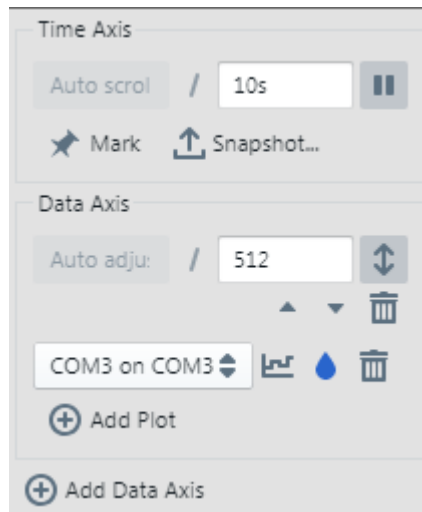 Time Axis
Auto scrol / 10s
Mark Snapshot...
Data Axis
Auto adju: / 512
COM3 on COM3
Add Plot
Add Data Axis